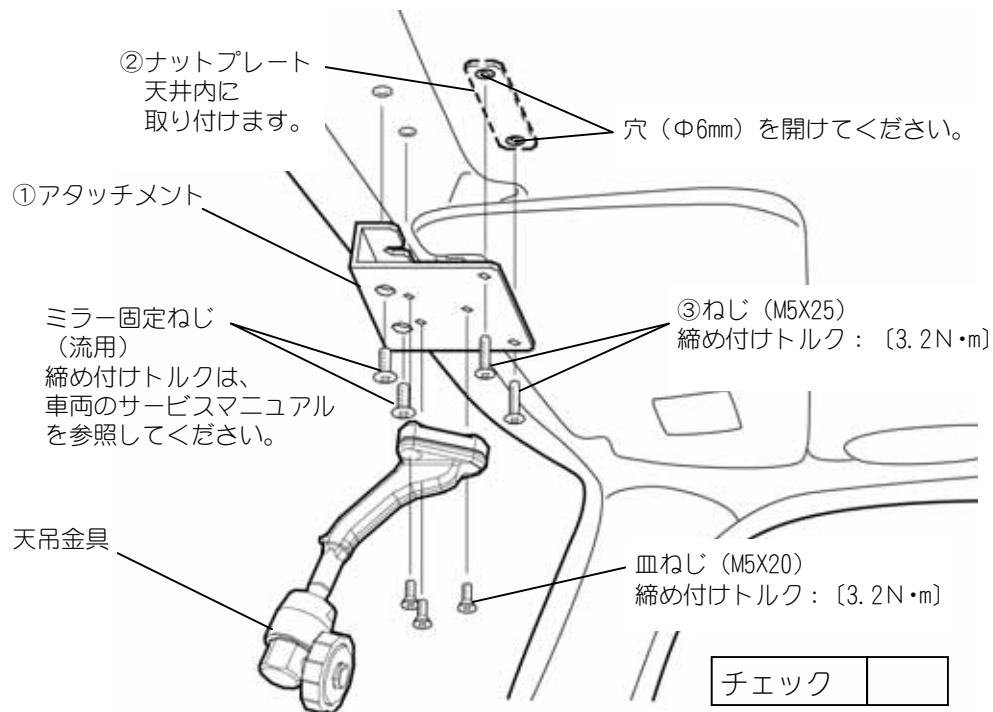 ②ナットプレート
天井内に
取り付けます。
穴（Φ6mm）を開けてください。
①アタッチメント
ミラー固定ねじ
（流用）
締め付けトルクは、
車両のサービスマニュアル
を参照してください。
③ねじ（M5X25）
締め付けトルク：〔3.2N・m〕
天吊金具
皿ねじ（M5X20）
締め付けトルク：〔3.2N・m〕
チェック